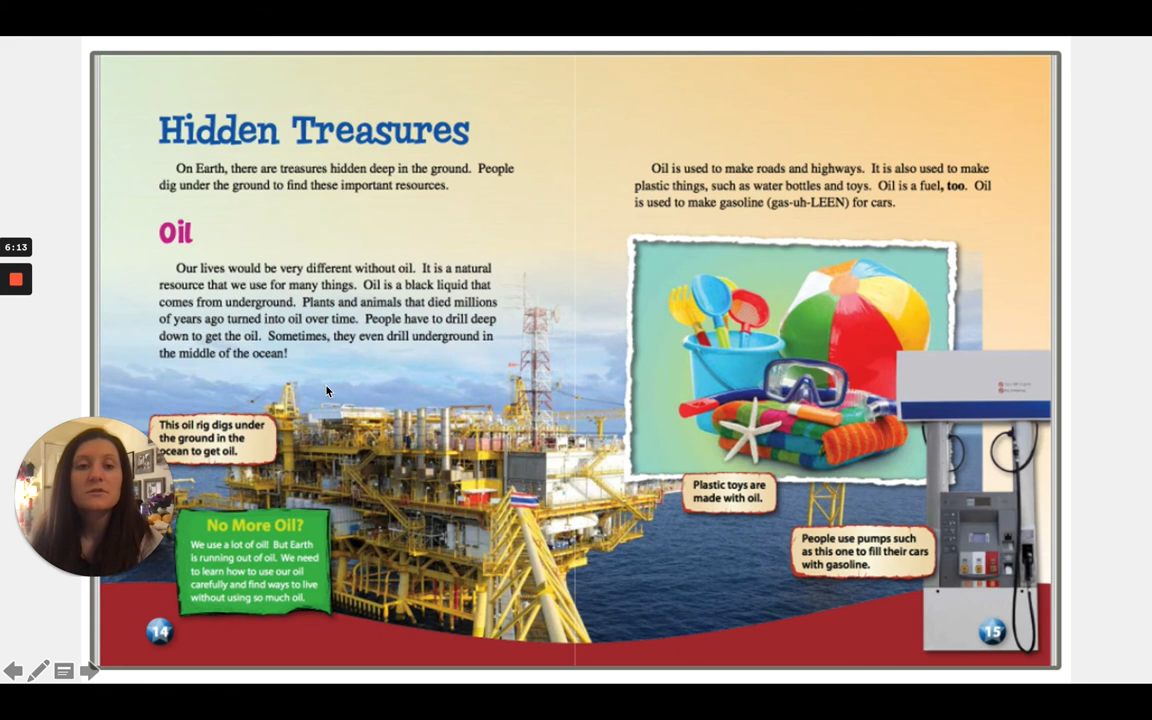 Hidden Treasures
On Earth, there are treasures hidden deep in the ground. People
dig under the ground to find these important resources.
Oil
Our lives would be very different without oil. It is a natural
resource that we use for many things. Oil is a black liquid that
comes from underground. Plants and animals that died millions
of years ago turned into oil over time. People have to drill deep
down to get the oil. Sometimes, they even drill underground in
the middle of the ocean!
This oil rig digs under
the ground in the
ocean to get oil.
No More Oil?
We use a lot of oil! But Earth
is running out of oil. We need
to learn how to use our oil
carefully and find ways to live
without using so much oil.
14
Oil is used to make roads and highways. It is also used to make
plastic things, such as water bottles and toys. Oil is a fuel, too. Oil
is used to make gasoline (gas-uh-LEEN) for cars.
Plastic toys are
made with oil.
People use pumps such
as this one to fill their cars
with gasoline.
15
6:13